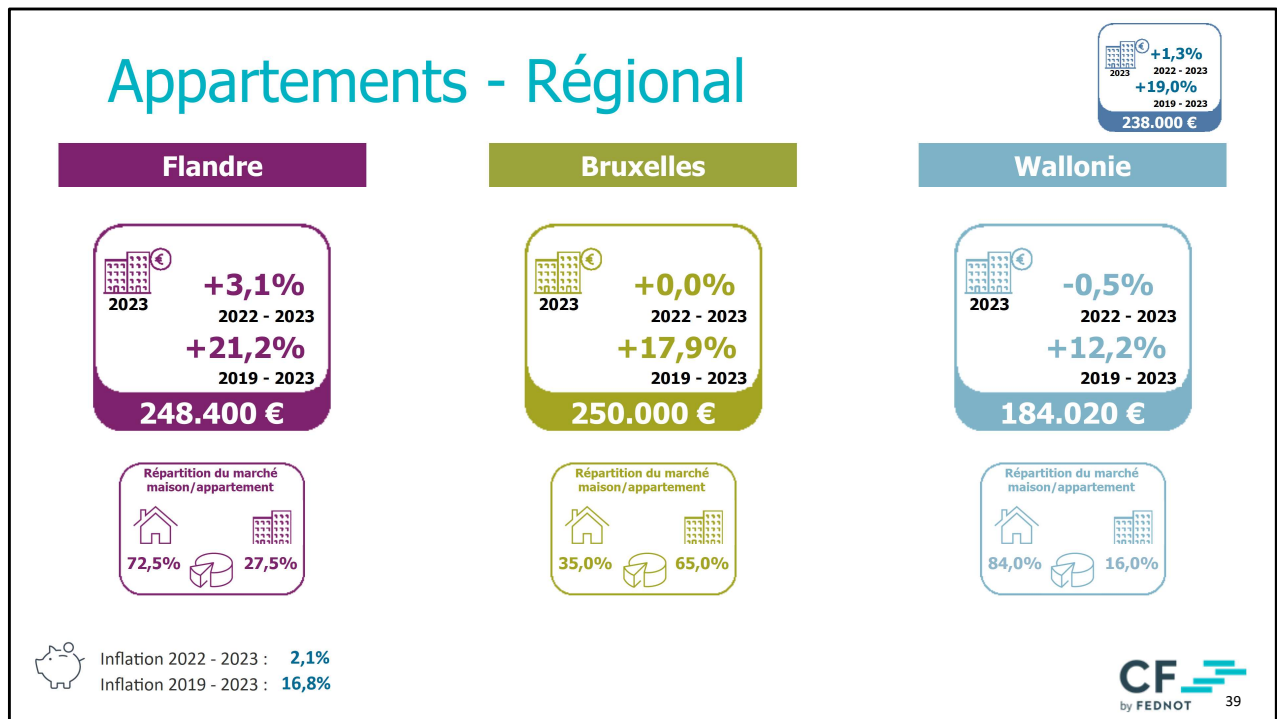 Appartements - Régional
€
+1,3%
2023
2022 - 2023
+19,0%
2019 - 2023
238.000 €
Flandre
€
+3,1%
2023
2022 - 2023
+21,2%
2019 - 2023
248.400 €
Répartition du marché
maison/appartement
72,5%
27,5%
Bruxelles
€
+0,0%
2023
2022 - 2023
+17,9%
2019 - 2023
250.000 €
Répartition du marché
maison/appartement
35,0%
65,0%
Wallonie
€
-0,5%
2023
2022 - 2023
+12,2%
2019 - 2023
184.020 €
Répartition du marché
maison/appartement
84,0%
16,0%
Inflation 2022 - 2023 : 2,1%
Inflation 2019 - 2023 : 16,8%
CF
by FEDNOT
39